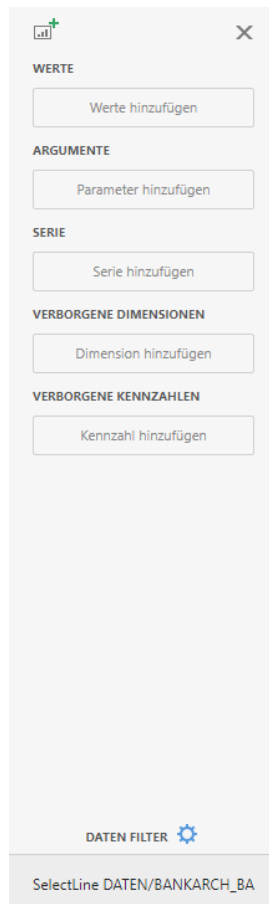 WERTE
Werte hinzufügen
ARGUMENTE
Parameter hinzufügen
SERIE
Serie hinzufügen
VERBORGENE DIMENSIONEN
Dimension hinzufügen
VERBORGENE KENNZAHLEN
Kennzahl hinzufügen
DATEN FILTER
SelectLine DATEN/BANKARCH_BA